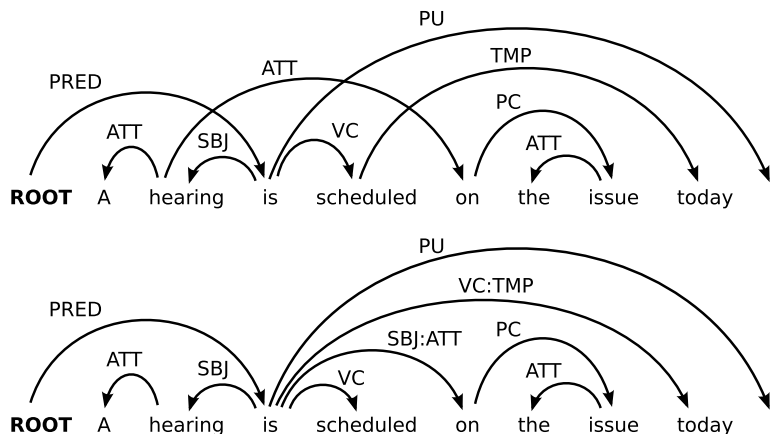 PU
TMP
ATT
PRED
PC
ATT
SBJ
VC
ATT
ROOT A hearing is scheduled on the issue today
PU
VC:TMP
PRED
PC
SBJ:ATT
ATT
SBJ
VC
ATT
ROOT A hearing is scheduled on the issue today